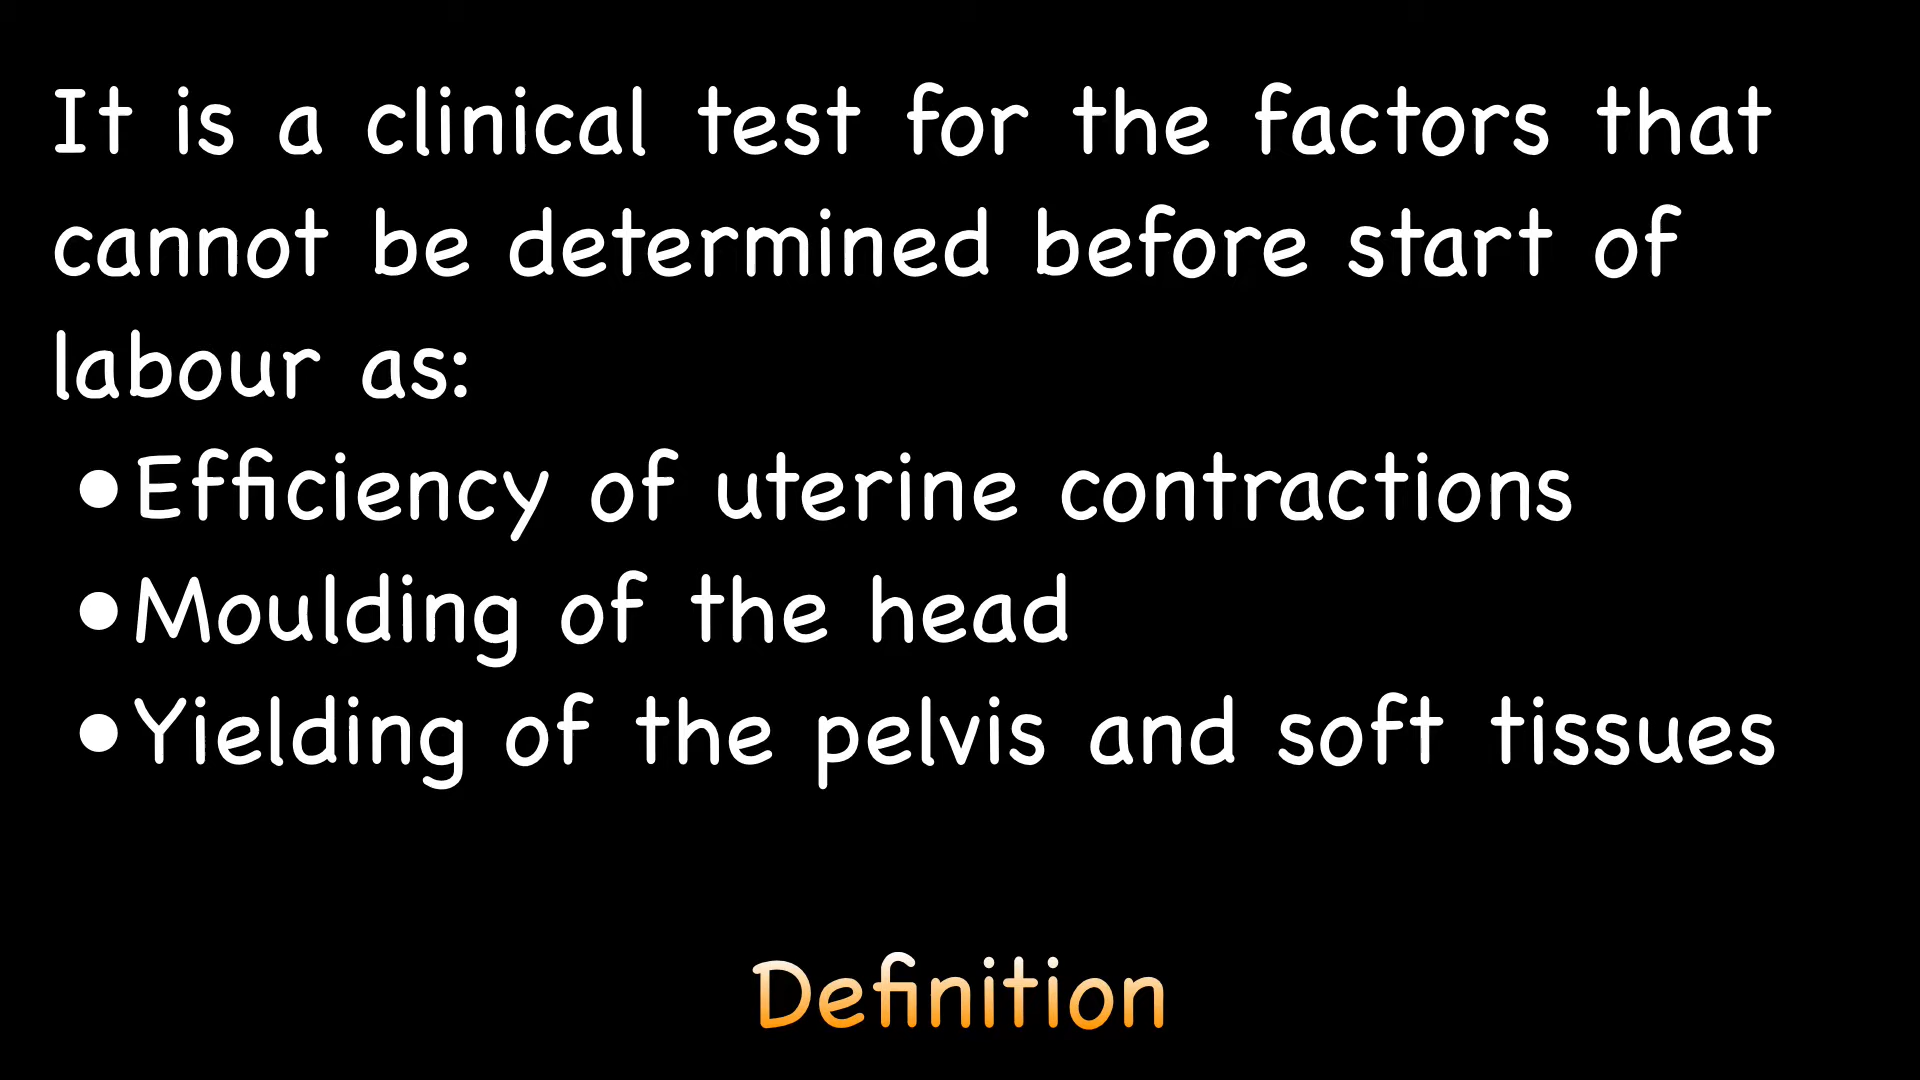 It is a clinical test for the factors that
cannot be determined before start of
labour as:
•Efficiency of uterine contractions
•Moulding of the head
•Yielding of the pelvis and soft tissues
Definition